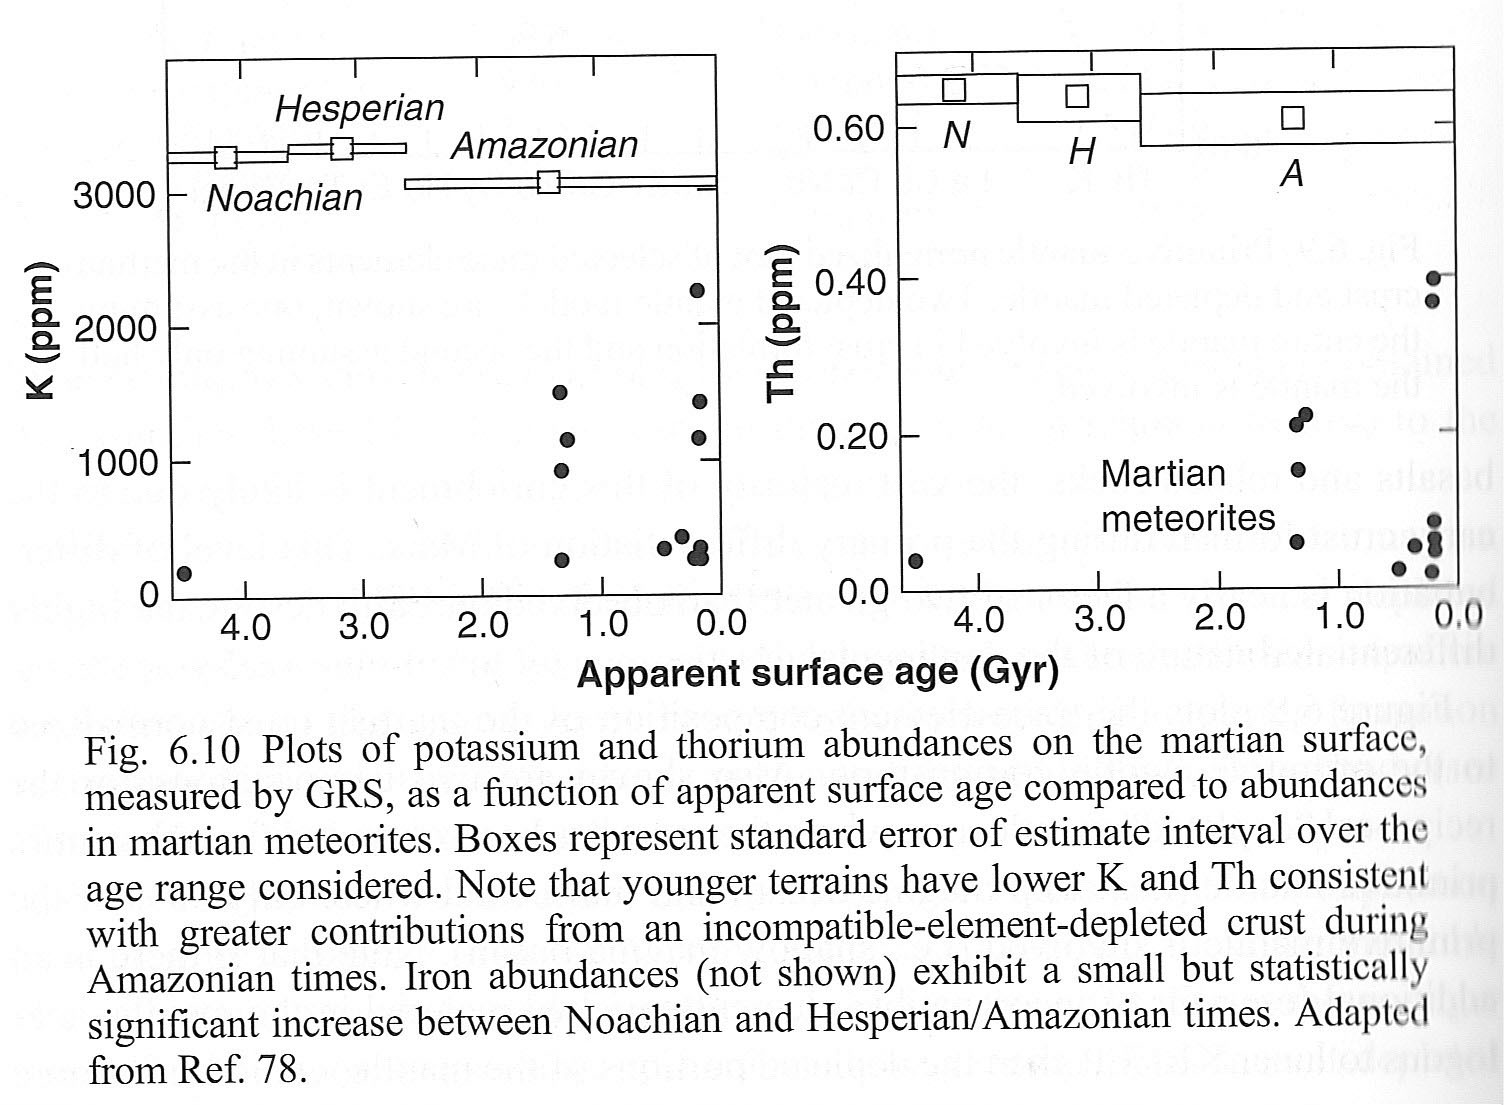 Hesperian
Amazonian
Noachian
3000
2000
1000
0
K (ppm)
4.0 3.0 2.0 1.0 0.0
N
H
A
0.60
0.40
0.20
0.0
Th (ppm)
Martian
meteorites
4.0 3.0 2.0 1.0 0.0
Apparent surface age (Gyr)
Fig. 6.10 Plots of potassium and thorium abundances on the martian surface,
measured by GRS, as a function of apparent surface age compared to abundances
in martian meteorites. Boxes represent standard error of estimate interval over the
age range considered. Note that younger terrains have lower K and Th consistent
with greater contributions from an incompatible-element-depleted crust during
Amazonian times. Iron abundances (not shown) exhibit a small but statistically
significant increase between Noachian and Hesperian/Amazonian times. Adapted
from Ref. 78.